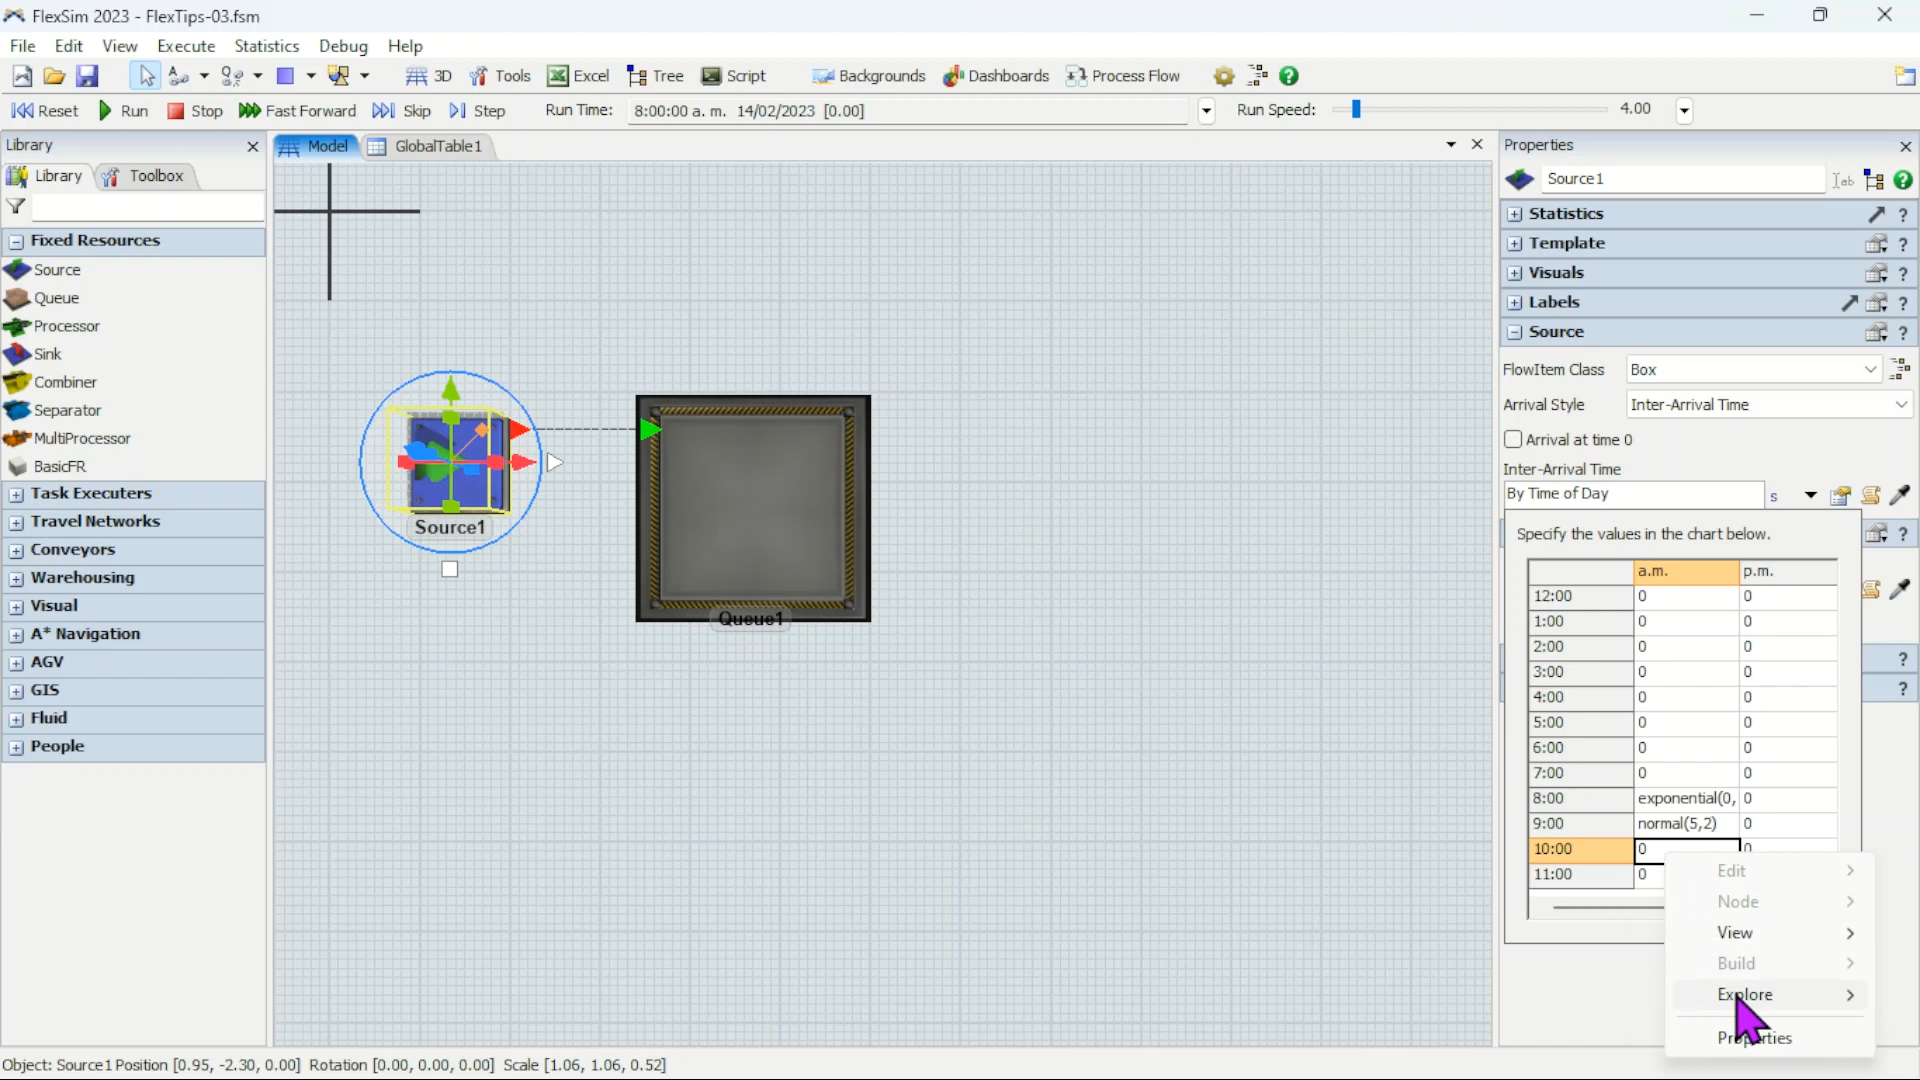 FlexSim 2023 - FlexTips-03.fsm
File Edit View Execute Statistics Debug Help
3D Tools Excel Tree Script Backgrounds Dashboards Process Flow
Reset Run Stop Fast Forward Skip Step Run Time: 8:00:00 a. m. 14/02/2023 [0.00] Run Speed: 4.00
Library
Library Toolbox
Fixed Resources
Source
Queue
Processor
Sink
Combiner
Separator
MultiProcessor
BasicFR
Task Executers
Travel Networks
Conveyors
Warehousing
Visual
A* Navigation
AGV
GIS
Fluid
People
Model GlobalTable1
Source1
Queue1
Properties
Source1
Statistics
Template
Visuals
Labels
Source
FlowItem Class Box
Arrival Style Inter-Arrival Time
Arrival at time 0
Inter-Arrival Time
By Time of Day s
Specify the values in the chart below.
a.m. p.m.
12:00 0 0
1:00 0 0
2:00 0 0
3:00 0 0
4:00 0 0
5:00 0 0
6:00 0 0
7:00 0 0
8:00 exponential(0, 0
9:00 normal(5,2) 0
10:00 0 0
11:00 0
Edit
Node
View
Build
Explore
Properties
Object: Source1 Position [0.95, -2.30, 0.00] Rotation [0.00, 0.00, 0.00] Scale [1.06, 1.06, 0.52]